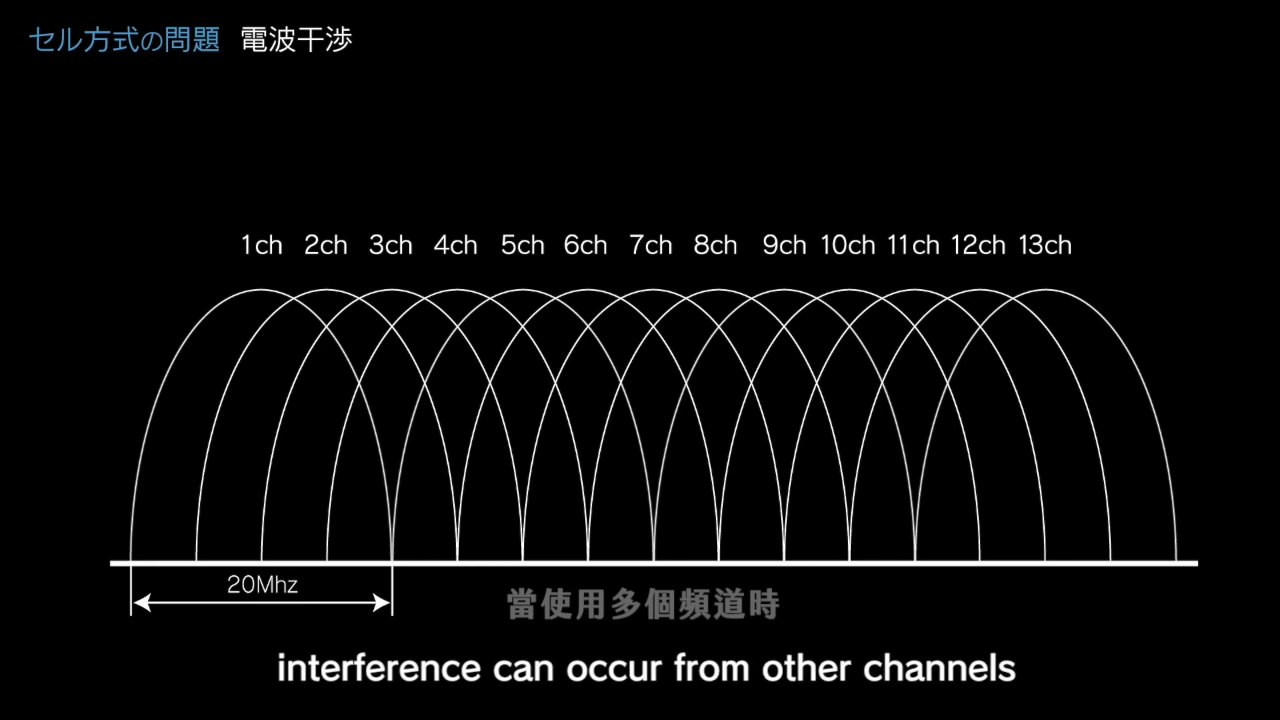 セル方式の問題 電波干渉
1ch 2ch 3ch 4ch 5ch 6ch 7ch 8ch 9ch 10ch 11ch 12ch 13ch
20Mhz
當使用多個頻道時
interference can occur from other channels